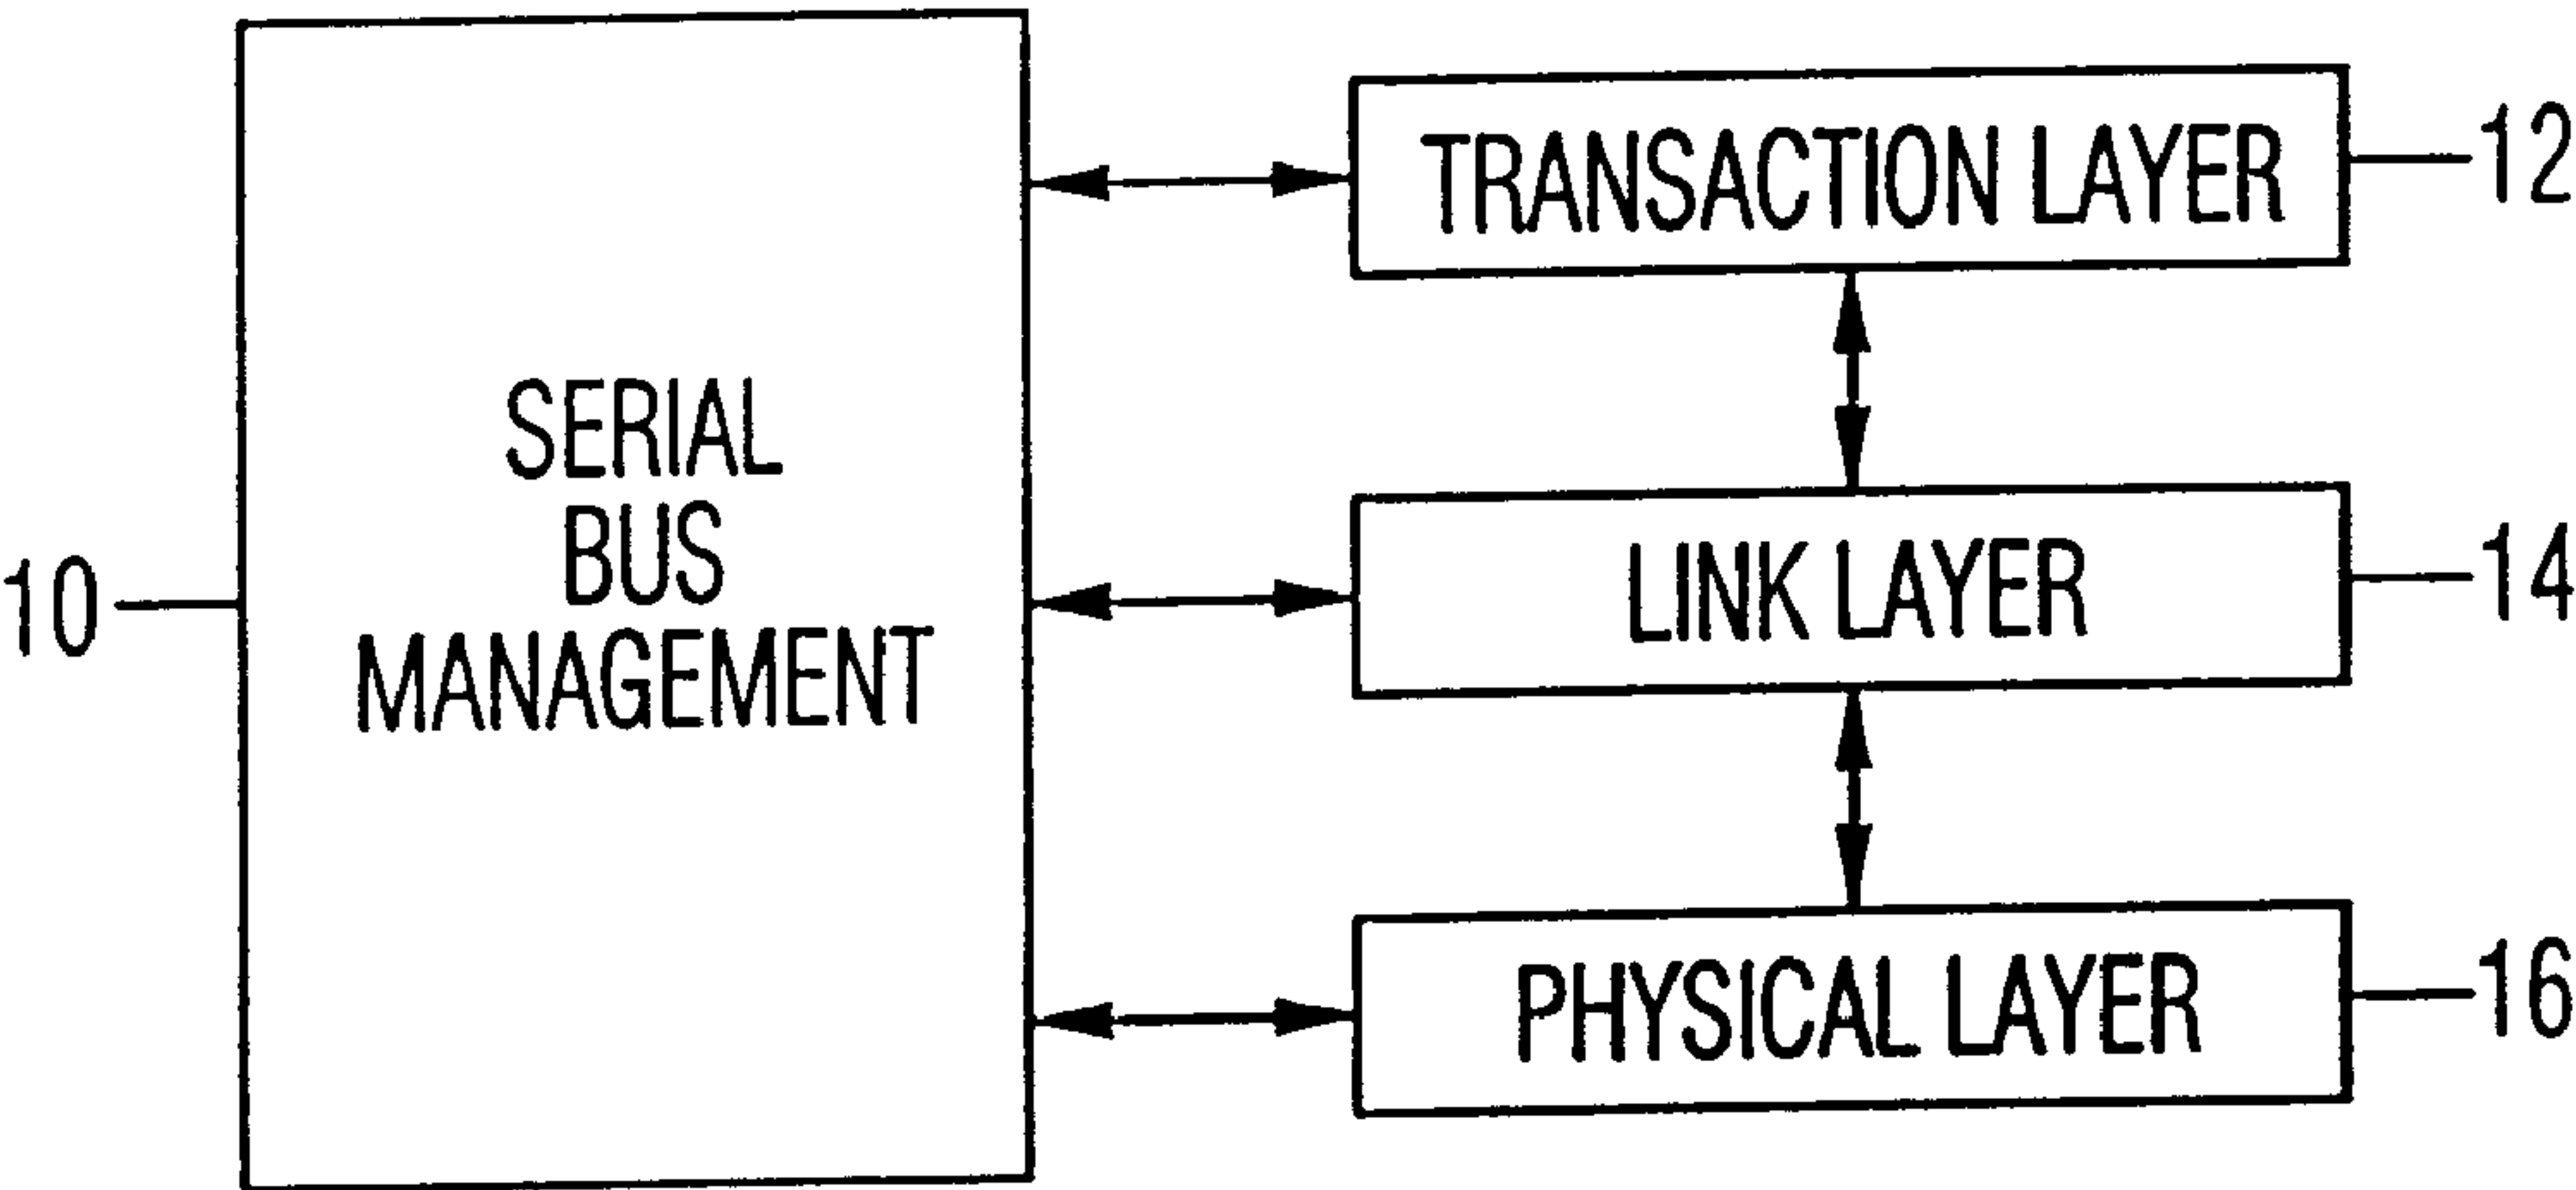 10
SERIAL
BUS
MANAGEMENT
TRANSACTION LAYER
12
LINK LAYER
14
PHYSICAL LAYER
16